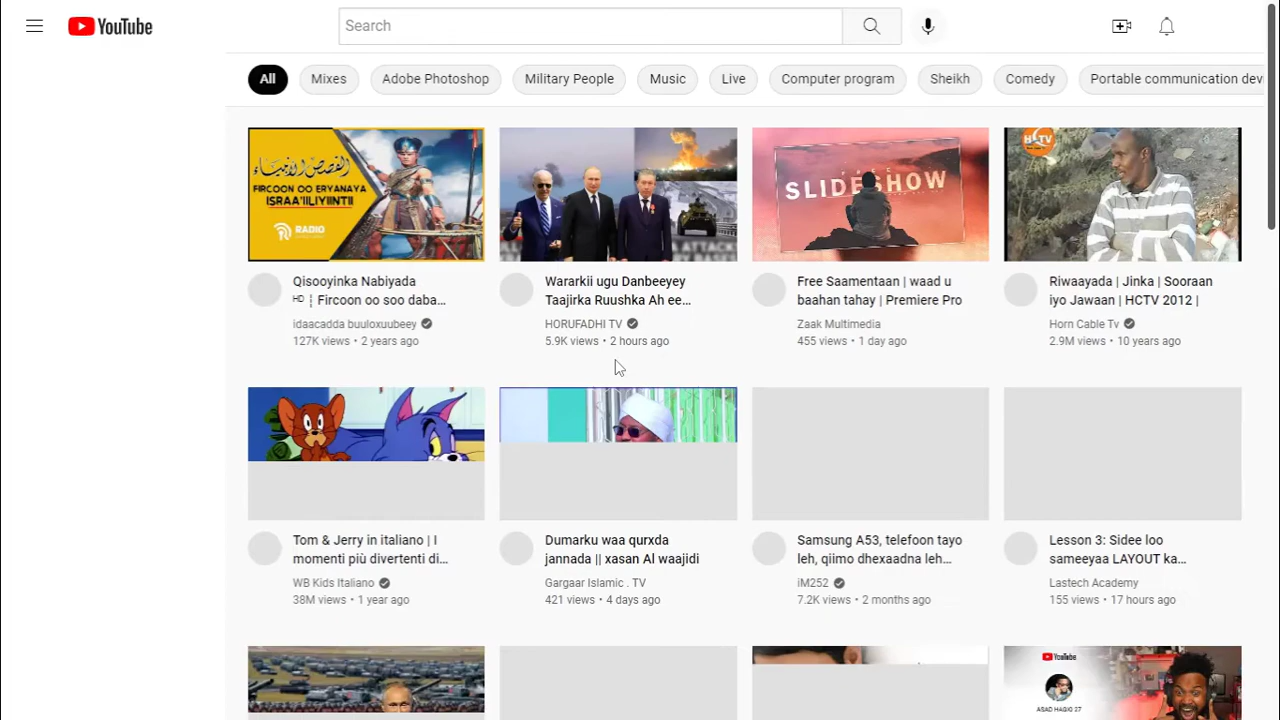 YouTube
Search
All
Mixes
Adobe Photoshop
Military People
Music
Live
Computer program
Sheikh
Comedy
Portable communication devi
القصص الأنبياء
FIRCOON OO ERYANAYA
ISRAA'IILIYIINTII
RADIO
FREE
SLIDESHOW
HCTV
Qisooyinka Nabiyada
ᴴᴰ ¦ Fircoon oo soo daba...
idaacadda buuloxuubeey
127K views • 2 years ago
Wararkii ugu Danbeeyey
Taajirka Ruushka Ah ee...
HORUFADHI TV
5.9K views • 2 hours ago
Free Saamentaan | waad u
baahan tahay | Premiere Pro
Zaak Multimedia
455 views • 1 day ago
Riwaayada | Jinka | Sooraan
iyo Jawaan | HCTV 2012 |
Horn Cable Tv
2.9M views • 10 years ago
Tom & Jerry in italiano | I
momenti più divertenti di...
WB Kids Italiano
38M views • 1 year ago
Dumarku waa qurxda
jannada || xasan Al waajidi
Gargaar Islamic . TV
421 views • 4 days ago
Samsung A53, telefoon tayo
leh, qiimo dhexaadna leh...
iM252
7.2K views • 2 months ago
Lesson 3: Sidee loo
sameeyaa LAYOUT ka...
Lastech Academy
155 views • 17 hours ago
YouTube
ASAD HAGIO 27